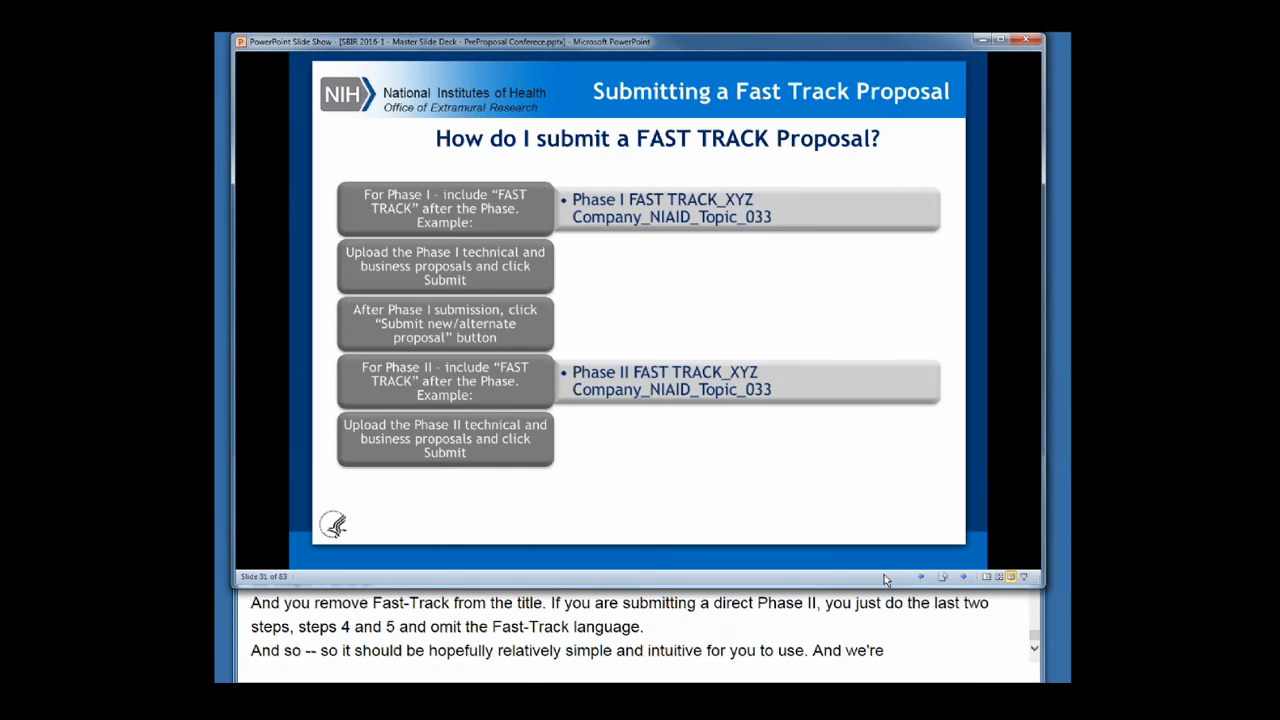 PowerPoint Slide Show - [SBIR 2016-1 - Master Slide Deck - PreProposal Conferece.pptx] - Microsoft PowerPoint
NIH
National Institutes of Health
Office of Extramural Research
Submitting a Fast Track Proposal
How do I submit a FAST TRACK Proposal?
For Phase I - include “FAST
TRACK” after the Phase.
Example:
• Phase I FAST TRACK_XYZ
Company_NIAID_Topic_033
Upload the Phase I technical and
business proposals and click
Submit
After Phase I submission, click
“Submit new/alternate
proposal” button
For Phase II - include “FAST
TRACK” after the Phase.
Example:
• Phase II FAST TRACK_XYZ
Company_NIAID_Topic_033
Upload the Phase II technical and
business proposals and click
Submit
Slide 31 of 83
And you remove Fast-Track from the title. If you are submitting a direct Phase II, you just do the last two
steps, steps 4 and 5 and omit the Fast-Track language.
And so -- so it should be hopefully relatively simple and intuitive for you to use. And we're